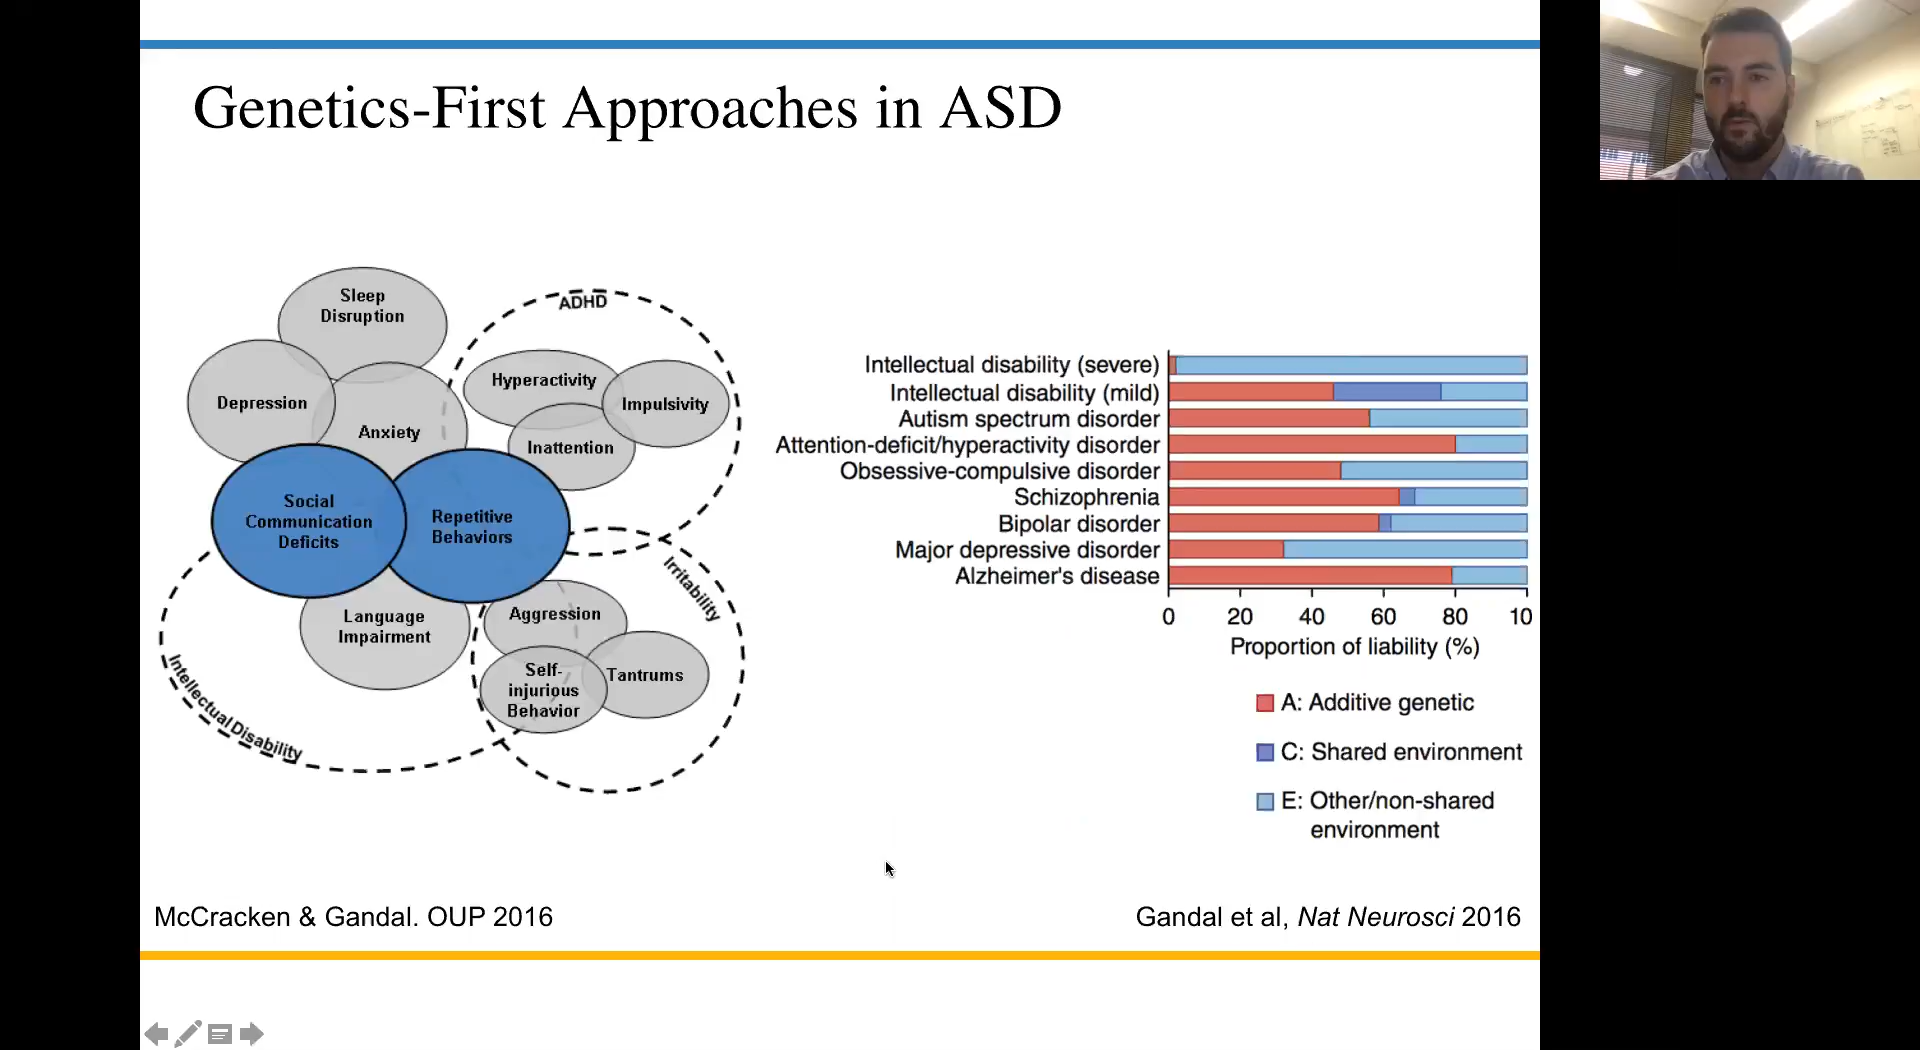 Genetics-First Approaches in ASD
Sleep
Disruption
ADHD
Hyperactivity
Depression
Impulsivity
Anxiety
Inattention
Social
Communication
Deficits
Repetitive
Behaviors
Irritability
Aggression
Language
Impairment
Self-
injurious
Behavior
Tantrums
Intellectual Disability
Intellectual disability (severe)
Intellectual disability (mild)
Autism spectrum disorder
Attention-deficit/hyperactivity disorder
Obsessive-compulsive disorder
Schizophrenia
Bipolar disorder
Major depressive disorder
Alzheimer's disease
0 20 40 60 80 10
Proportion of liability (%)
A: Additive genetic
C: Shared environment
E: Other/non-shared
environment
McCracken & Gandal. OUP 2016
Gandal et al, Nat Neurosci 2016